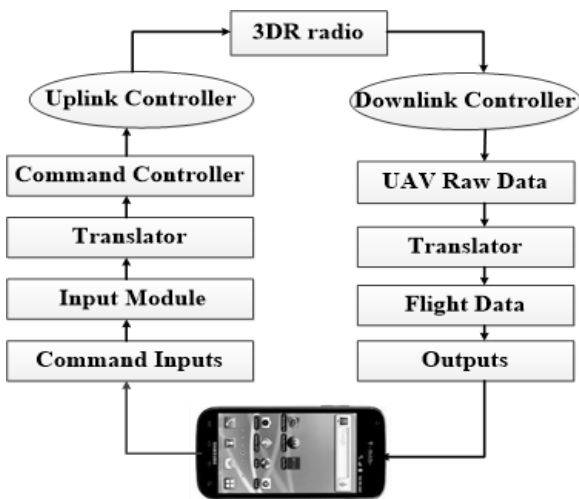 3DR radio
Uplink Controller
Downlink Controller
Command Controller
UAV Raw Data
Translator
Translator
Input Module
Flight Data
Command Inputs
Outputs
SAMSUNG